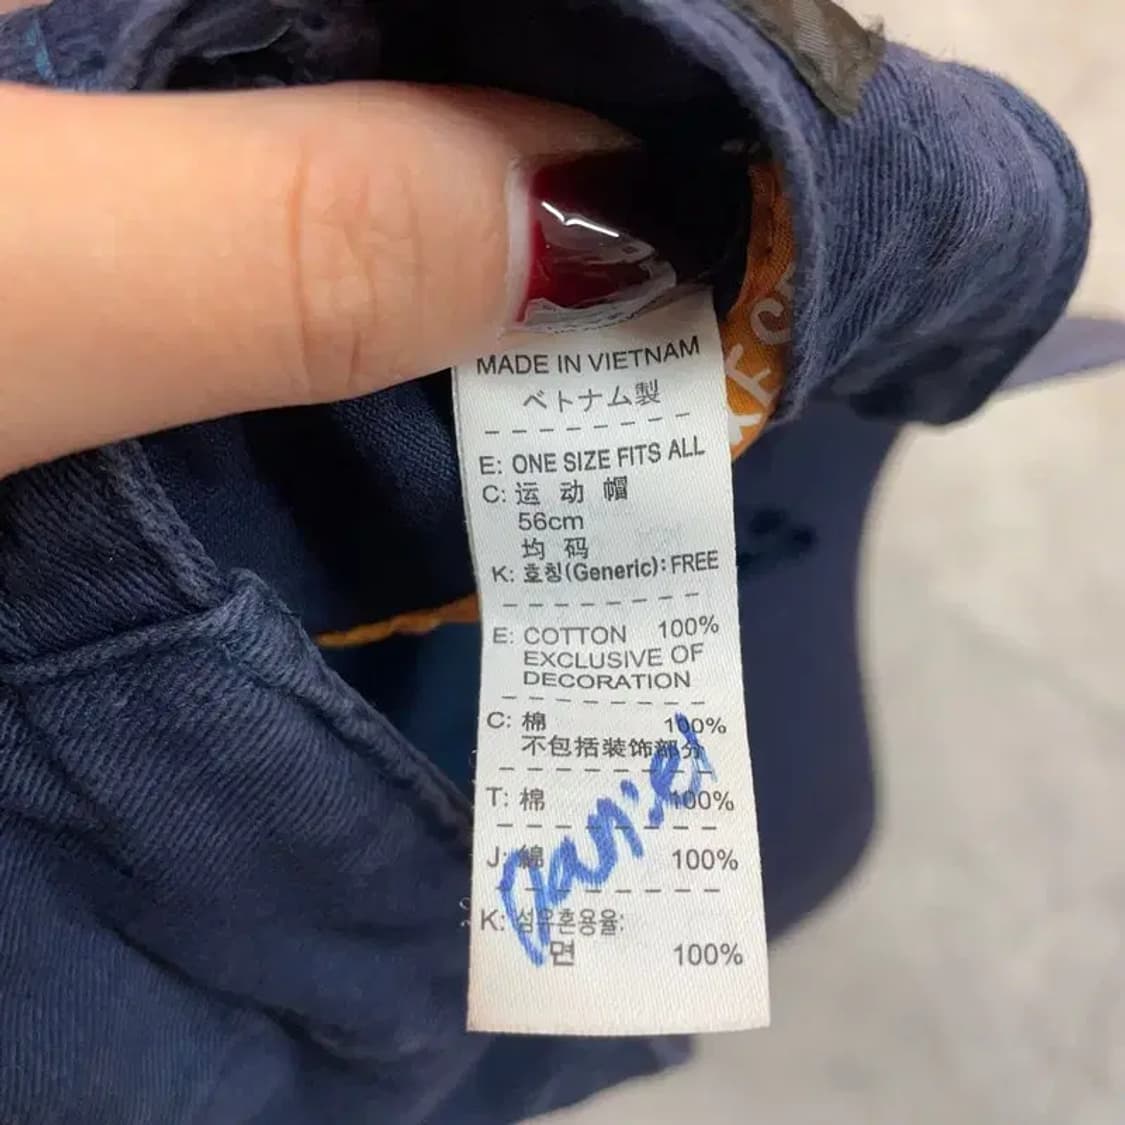 MADE IN VIETNAM
ベトナム製
E: ONE SIZE FITS ALL
C: 运 动 帽
56cm
均 码
K: 호칭(Generic): FREE
E: COTTON 100%
EXCLUSIVE OF
DECORATION
C: 棉 100%
不包括装饰部分
T: 棉 100%
J: 綿 100%
K: 섬유혼용율:
면 100%
Daniel